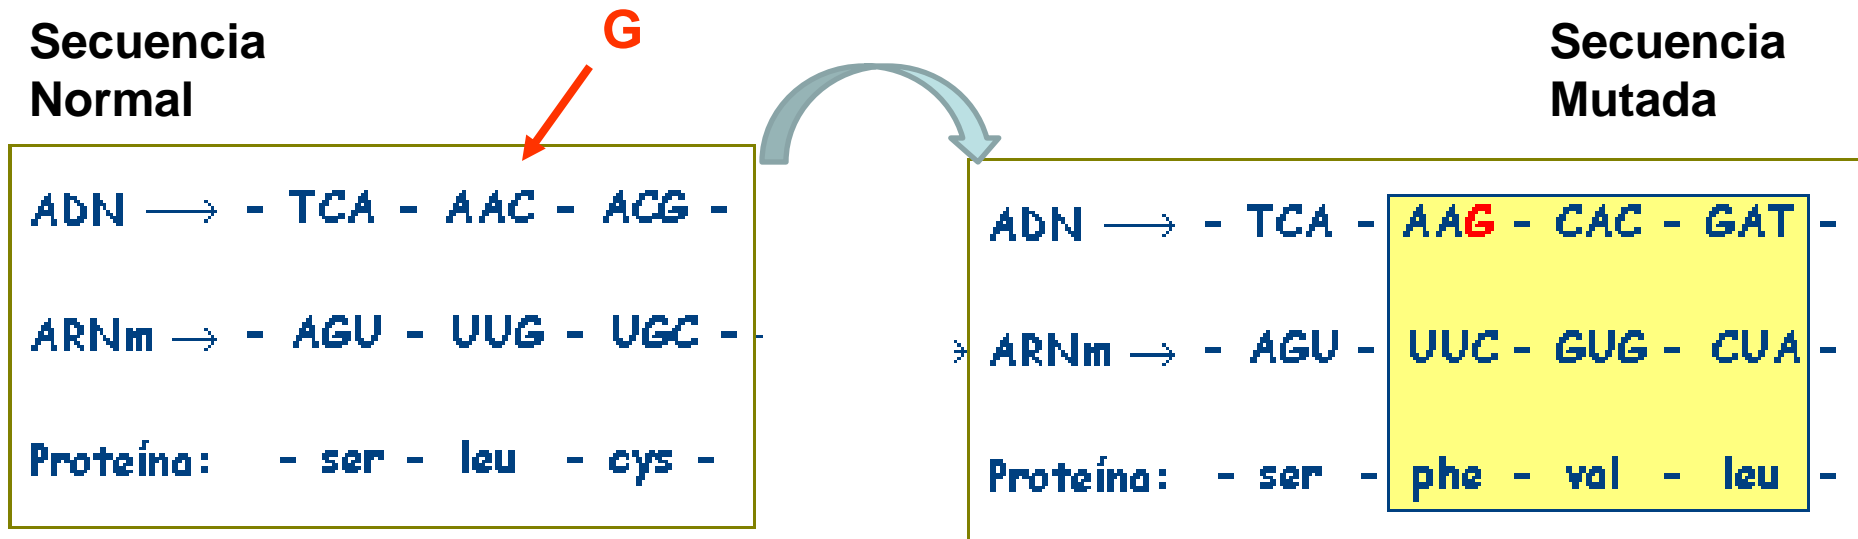 Secuencia
Normal
G
Secuencia
Mutada
ADN → - TCA - AAC - ACG -
ARNm → - AGU - UUG - UGC -
Proteína: - ser - leu - cys -
ADN → - TCA - AAG - CAC - GAT -
ARNm → - AGU - UUC - GUG - CUA -
Proteína: - ser - phe - val - leu -